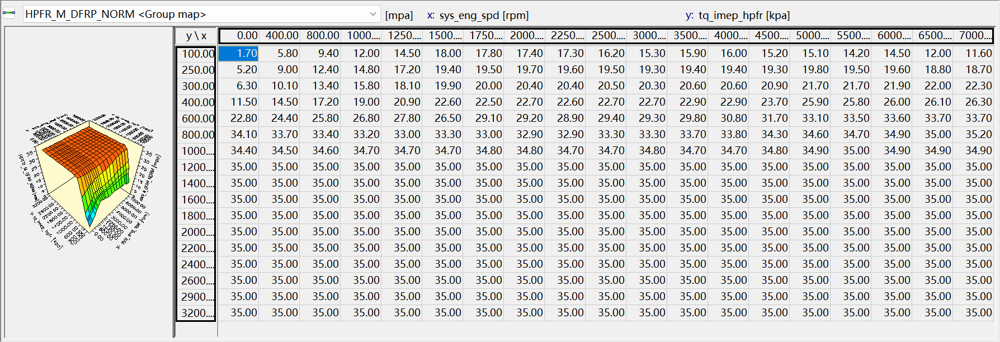 HPFR_M_DFRP_NORM <Group map> [mpa] x: sys_eng_spd [rpm] y: tq_imep_hpfr [kpa]
y \ x 0.00 400.00 800.00 1000.... 1250.... 1500.... 1750.... 2000.... 2250.... 2500.... 3000.... 3500.... 4000.... 4500.... 5000.... 5500.... 6000.... 6500.... 7000....
100.00 1.70 5.80 9.40 12.00 14.50 18.00 17.80 17.40 17.30 16.20 15.30 15.90 16.00 15.20 15.10 14.20 14.50 12.00 11.60
250.00 5.20 9.00 12.40 14.80 17.20 19.40 19.50 19.70 19.60 19.50 19.30 19.40 19.40 19.30 19.80 19.50 19.60 18.80 18.70
300.00 6.30 10.10 13.40 15.80 18.10 19.90 20.00 20.40 20.40 20.50 20.30 20.60 20.60 20.90 21.70 21.70 21.90 22.00 22.30
400.00 11.50 14.50 17.20 19.00 20.90 22.60 22.50 22.70 22.60 22.70 22.70 22.90 22.90 23.70 25.90 25.80 26.00 26.10 26.30
600.00 22.80 24.40 25.80 26.80 27.80 26.50 29.10 29.20 28.90 29.40 29.30 29.80 30.80 31.70 33.10 33.50 33.60 33.70 33.70
800.00 34.10 33.70 33.40 33.20 33.00 33.30 33.00 32.90 32.90 33.30 33.30 33.70 33.80 34.30 34.60 34.70 34.90 35.00 35.20
1000.... 34.40 34.50 34.60 34.70 34.70 34.70 34.80 34.80 34.70 34.70 34.80 34.70 34.70 34.80 34.90 35.00 34.90 34.90 34.90
1200.... 35.00 35.00 35.00 35.00 35.00 35.00 35.00 35.00 35.00 35.00 35.00 35.00 35.00 35.00 35.00 35.00 35.00 35.00 35.00
1400.... 35.00 35.00 35.00 35.00 35.00 35.00 35.00 35.00 35.00 35.00 35.00 35.00 35.00 35.00 35.00 35.00 35.00 35.00 35.00
1600.... 35.00 35.00 35.00 35.00 35.00 35.00 35.00 35.00 35.00 35.00 35.00 35.00 35.00 35.00 35.00 35.00 35.00 35.00 35.00
1800.... 35.00 35.00 35.00 35.00 35.00 35.00 35.00 35.00 35.00 35.00 35.00 35.00 35.00 35.00 35.00 35.00 35.00 35.00 35.00
2000.... 35.00 35.00 35.00 35.00 35.00 35.00 35.00 35.00 35.00 35.00 35.00 35.00 35.00 35.00 35.00 35.00 35.00 35.00 35.00
2200.... 35.00 35.00 35.00 35.00 35.00 35.00 35.00 35.00 35.00 35.00 35.00 35.00 35.00 35.00 35.00 35.00 35.00 35.00 35.00
2400.... 35.00 35.00 35.00 35.00 35.00 35.00 35.00 35.00 35.00 35.00 35.00 35.00 35.00 35.00 35.00 35.00 35.00 35.00 35.00
2600.... 35.00 35.00 35.00 35.00 35.00 35.00 35.00 35.00 35.00 35.00 35.00 35.00 35.00 35.00 35.00 35.00 35.00 35.00 35.00
2900.... 35.00 35.00 35.00 35.00 35.00 35.00 35.00 35.00 35.00 35.00 35.00 35.00 35.00 35.00 35.00 35.00 35.00 35.00 35.00
3200.... 35.00 35.00 35.00 35.00 35.00 35.00 35.00 35.00 35.00 35.00 35.00 35.00 35.00 35.00 35.00 35.00 35.00 35.00 35.00